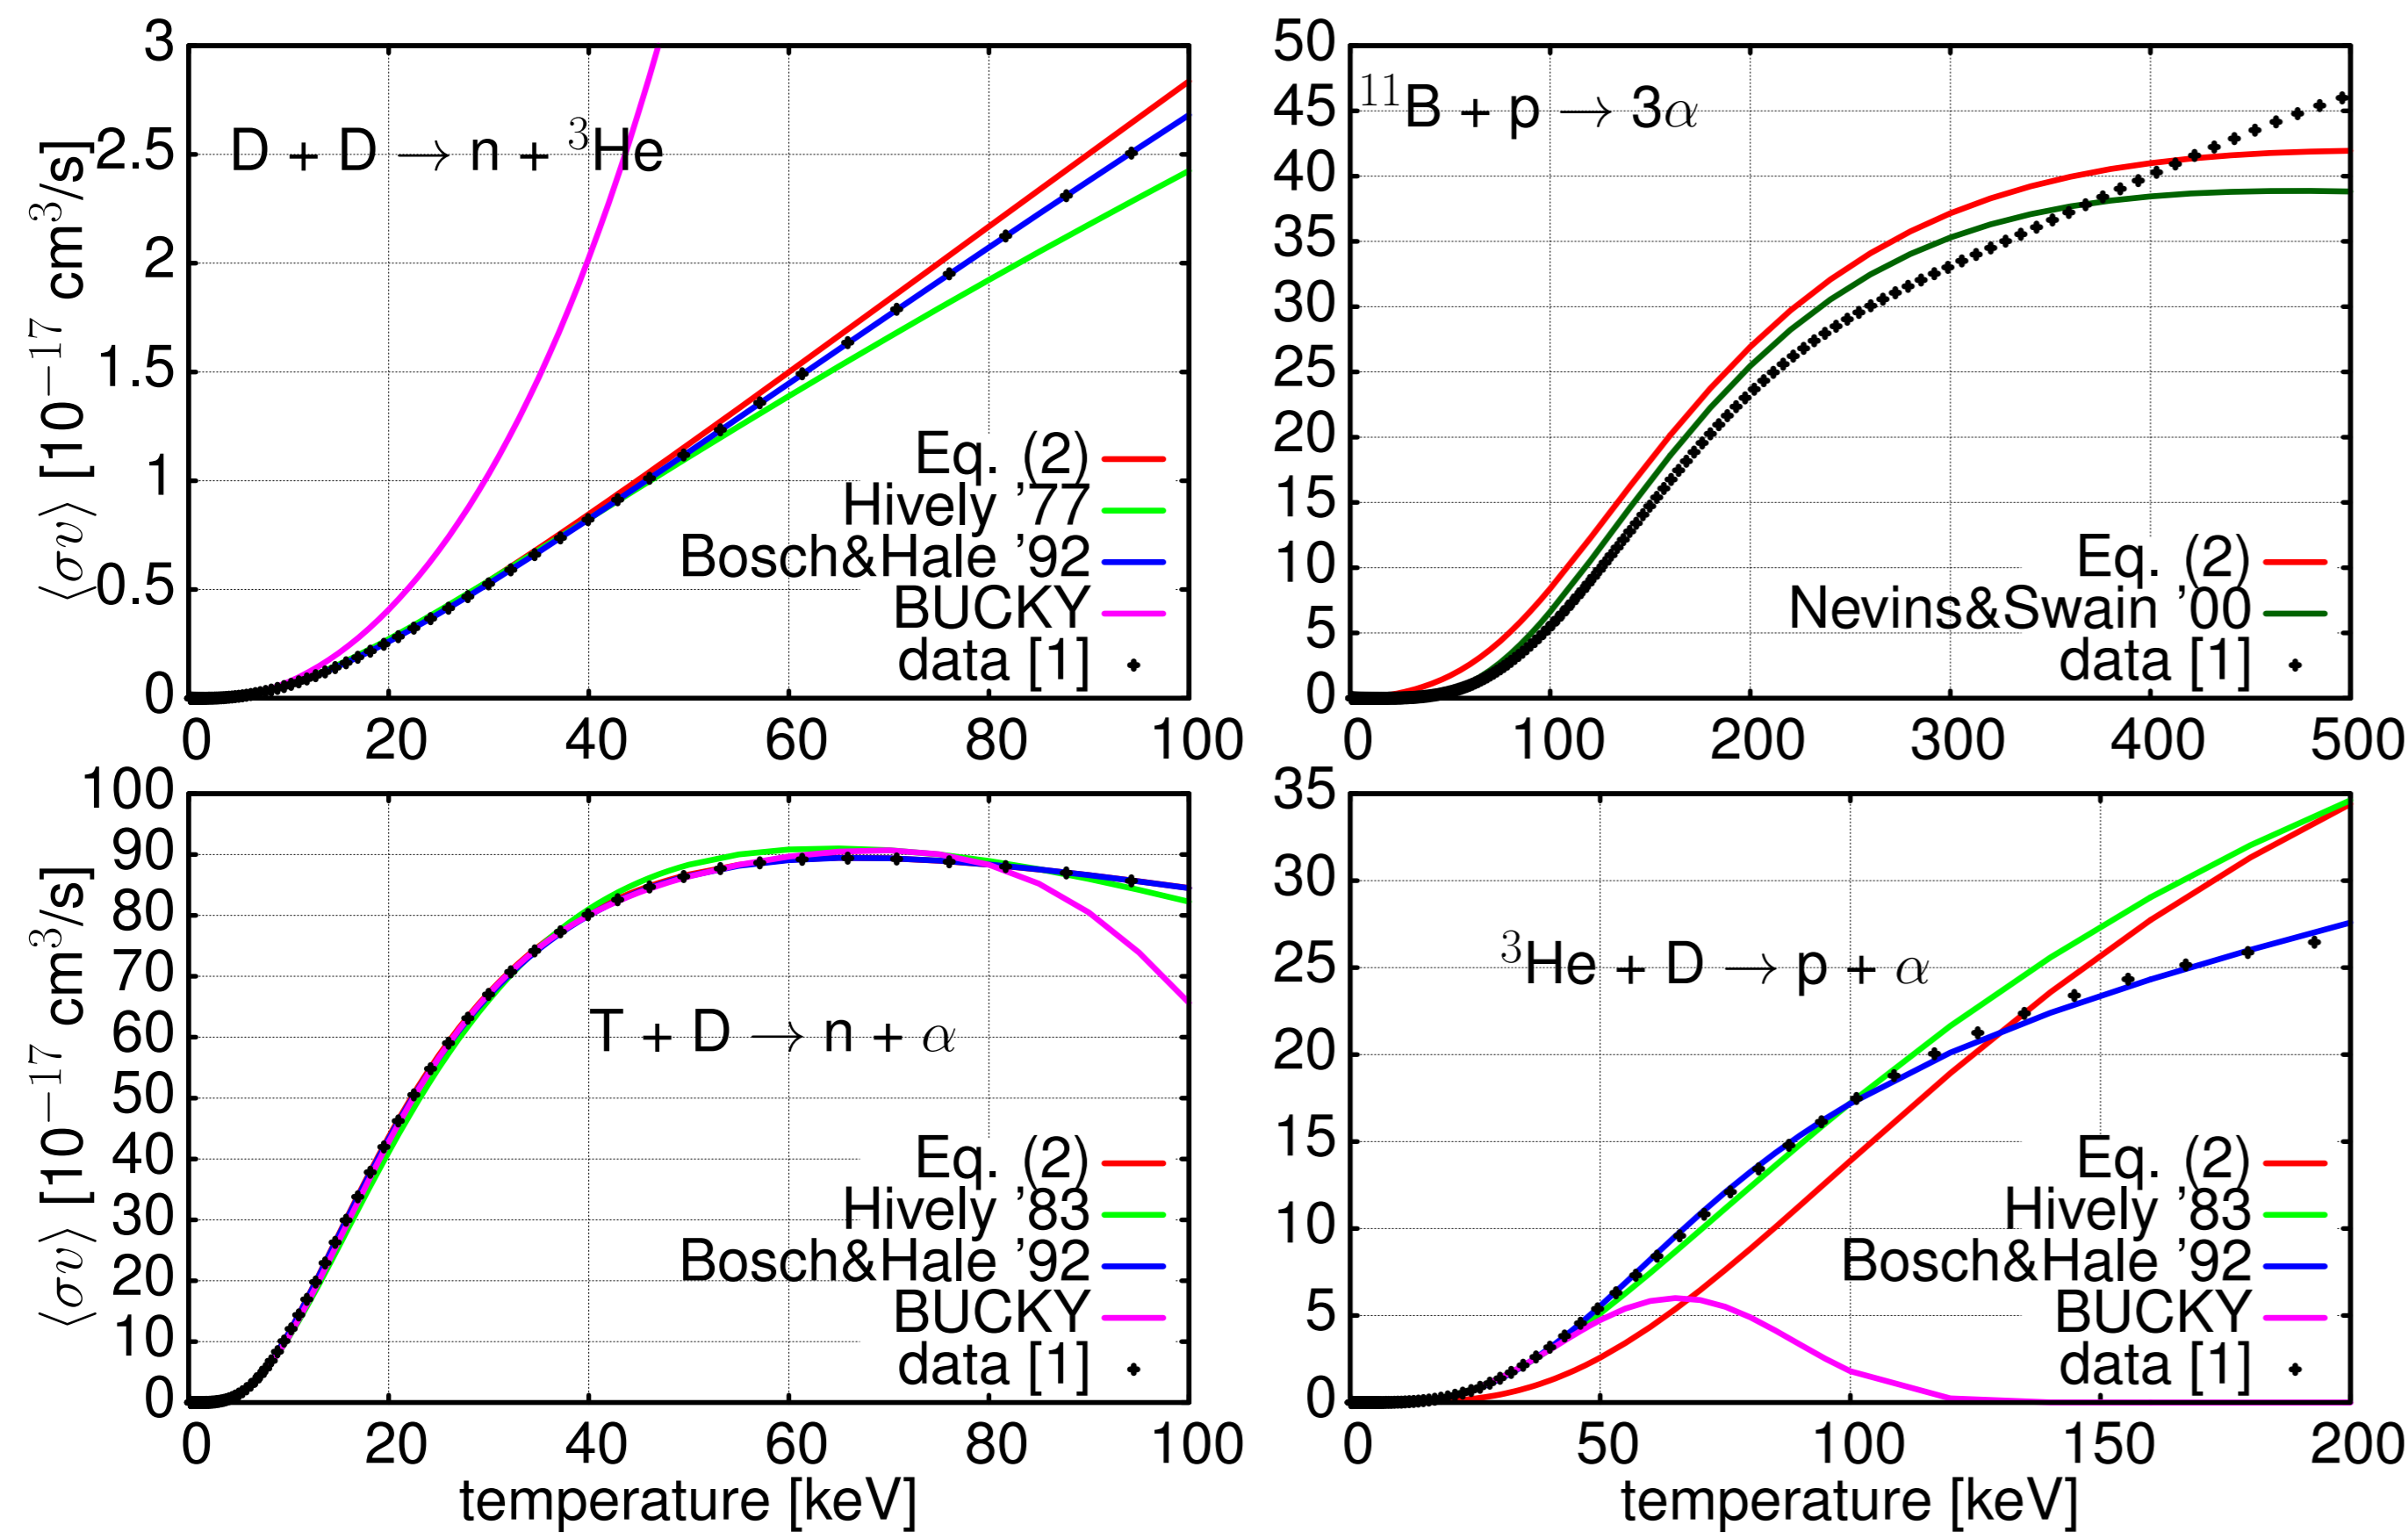 3
2.5
2
1.5
1
0.5
0
⟨σv⟩ [10⁻¹⁷ cm³/s]
D + D → n + ³He
Eq. (2)
Hively '77
Bosch&Hale '92
BUCKY
data [1]
0 20 40 60 80 100
50
45
40
35
30
25
20
15
10
5
0
¹¹B + p → 3α
Eq. (2)
Nevins&Swain '00
data [1]
0 100 200 300 400 500
100
90
80
70
60
50
40
30
20
10
0
⟨σv⟩ [10⁻¹⁷ cm³/s]
T + D → n + α
Eq. (2)
Hively '83
Bosch&Hale '92
BUCKY
data [1]
0 20 40 60 80 100
temperature [keV]
35
30
25
20
15
10
5
0
³He + D → p + α
Eq. (2)
Hively '83
Bosch&Hale '92
BUCKY
data [1]
0 50 100 150 200
temperature [keV]